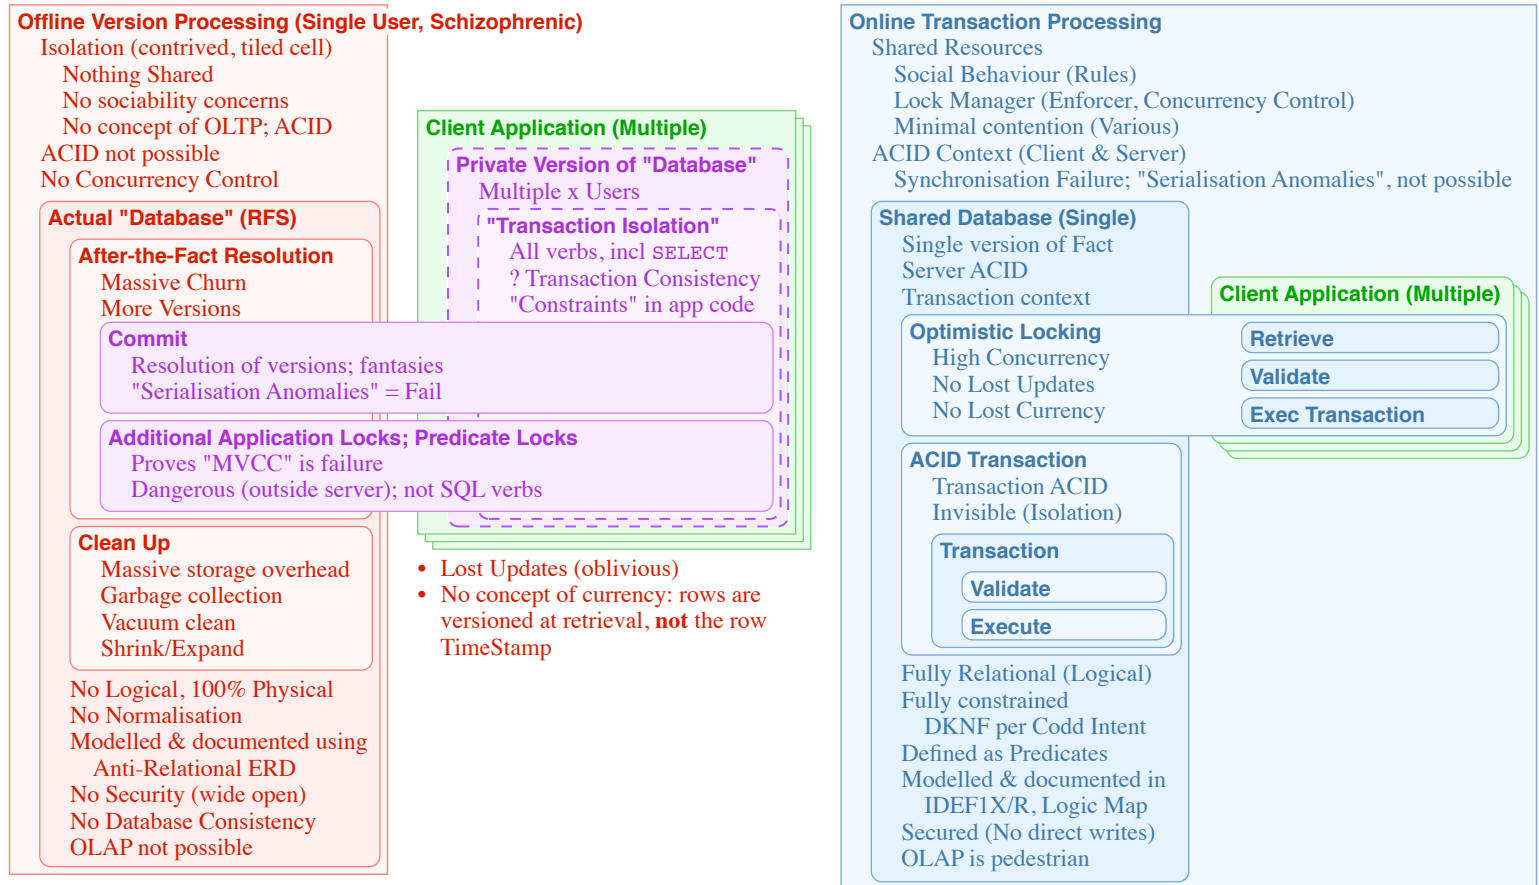 Offline Version Processing (Single User, Schizophrenic)
Isolation (contrived, tiled cell)
Nothing Shared
No sociability concerns
No concept of OLTP; ACID
ACID not possible
No Concurrency Control
Actual "Database" (RFS)
After-the-Fact Resolution
Massive Churn
More Versions
Client Application (Multiple)
Private Version of "Database"
Multiple x Users
"Transaction Isolation"
All verbs, incl SELECT
? Transaction Consistency
"Constraints" in app code
Commit
Resolution of versions; fantasies
"Serialisation Anomalies" = Fail
Additional Application Locks; Predicate Locks
Proves "MVCC" is failure
Dangerous (outside server); not SQL verbs
Clean Up
Massive storage overhead
Garbage collection
Vacuum clean
Shrink/Expand
No Logical, 100% Physical
No Normalisation
Modelled & documented using
Anti-Relational ERD
No Security (wide open)
No Database Consistency
OLAP not possible
• Lost Updates (oblivious)
• No concept of currency: rows are
versioned at retrieval, not the row
TimeStamp
Online Transaction Processing
Shared Resources
Social Behaviour (Rules)
Lock Manager (Enforcer, Concurrency Control)
Minimal contention (Various)
ACID Context (Client & Server)
Synchronisation Failure; "Serialisation Anomalies", not possible
Shared Database (Single)
Single version of Fact
Server ACID
Transaction context
Client Application (Multiple)
Optimistic Locking
High Concurrency
No Lost Updates
No Lost Currency
Retrieve
Validate
Exec Transaction
ACID Transaction
Transaction ACID
Invisible (Isolation)
Transaction
Validate
Execute
Fully Relational (Logical)
Fully constrained
DKNF per Codd Intent
Defined as Predicates
Modelled & documented in
IDEF1X/R, Logic Map
Secured (No direct writes)
OLAP is pedestrian